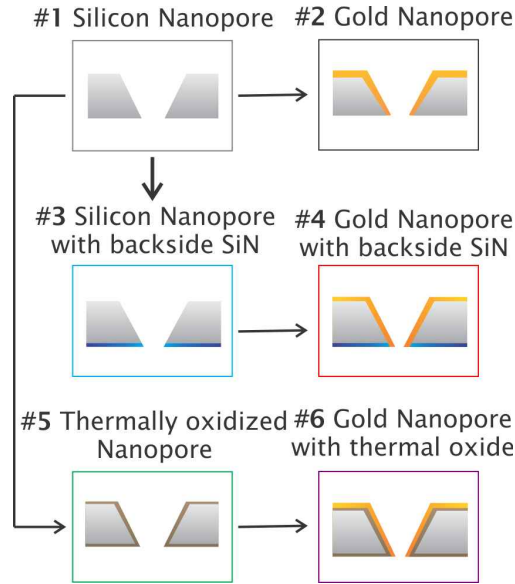 #1 Silicon Nanopore
#2 Gold Nanopore
#3 Silicon Nanopore
with backside SiN
#4 Gold Nanopore
with backside SiN
#5 Thermally oxidized
Nanopore
#6 Gold Nanopore
with thermal oxide